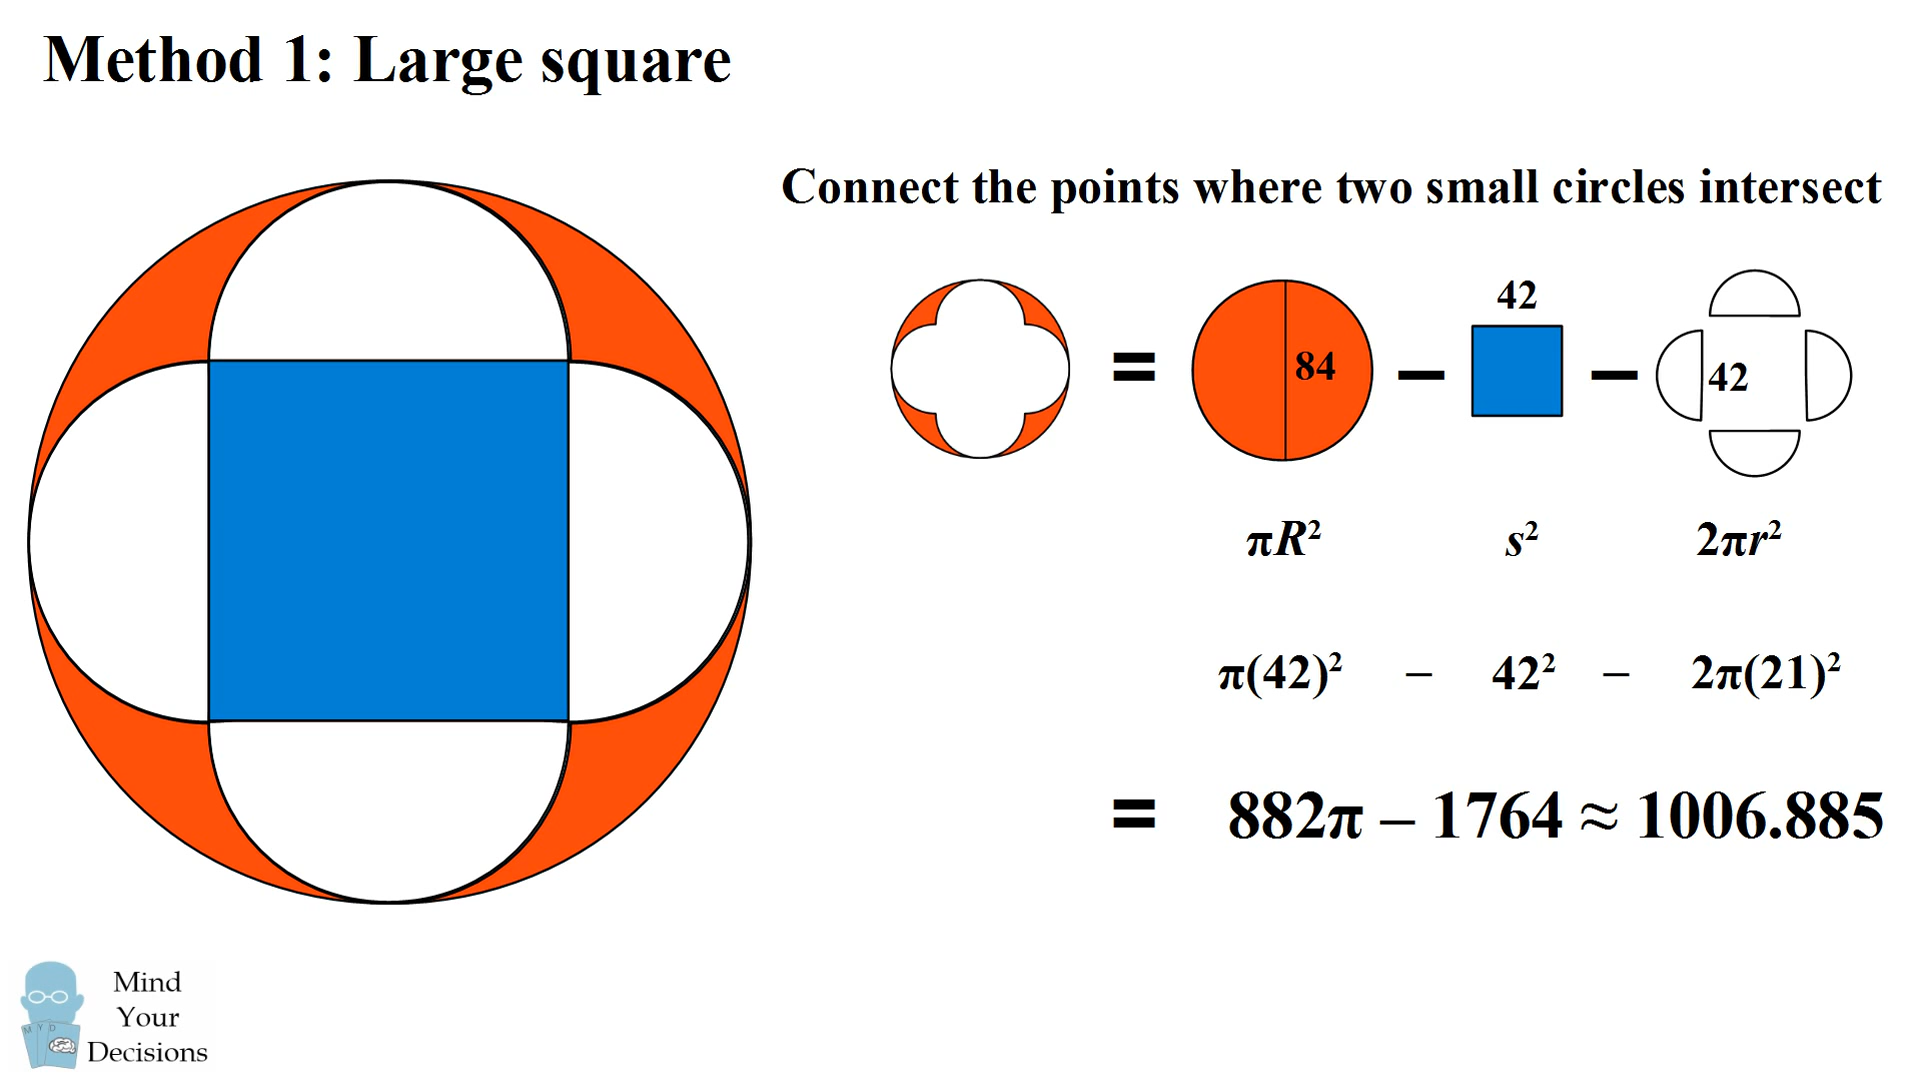 Method 1: Large square
Connect the points where two small circles intersect
= 84 − 42 − 42
πR² s² 2πr²
π(42)² – 42² – 2π(21)²
= 882π – 1764 ≈ 1006.885
M Y D
Mind
Your
Decisions